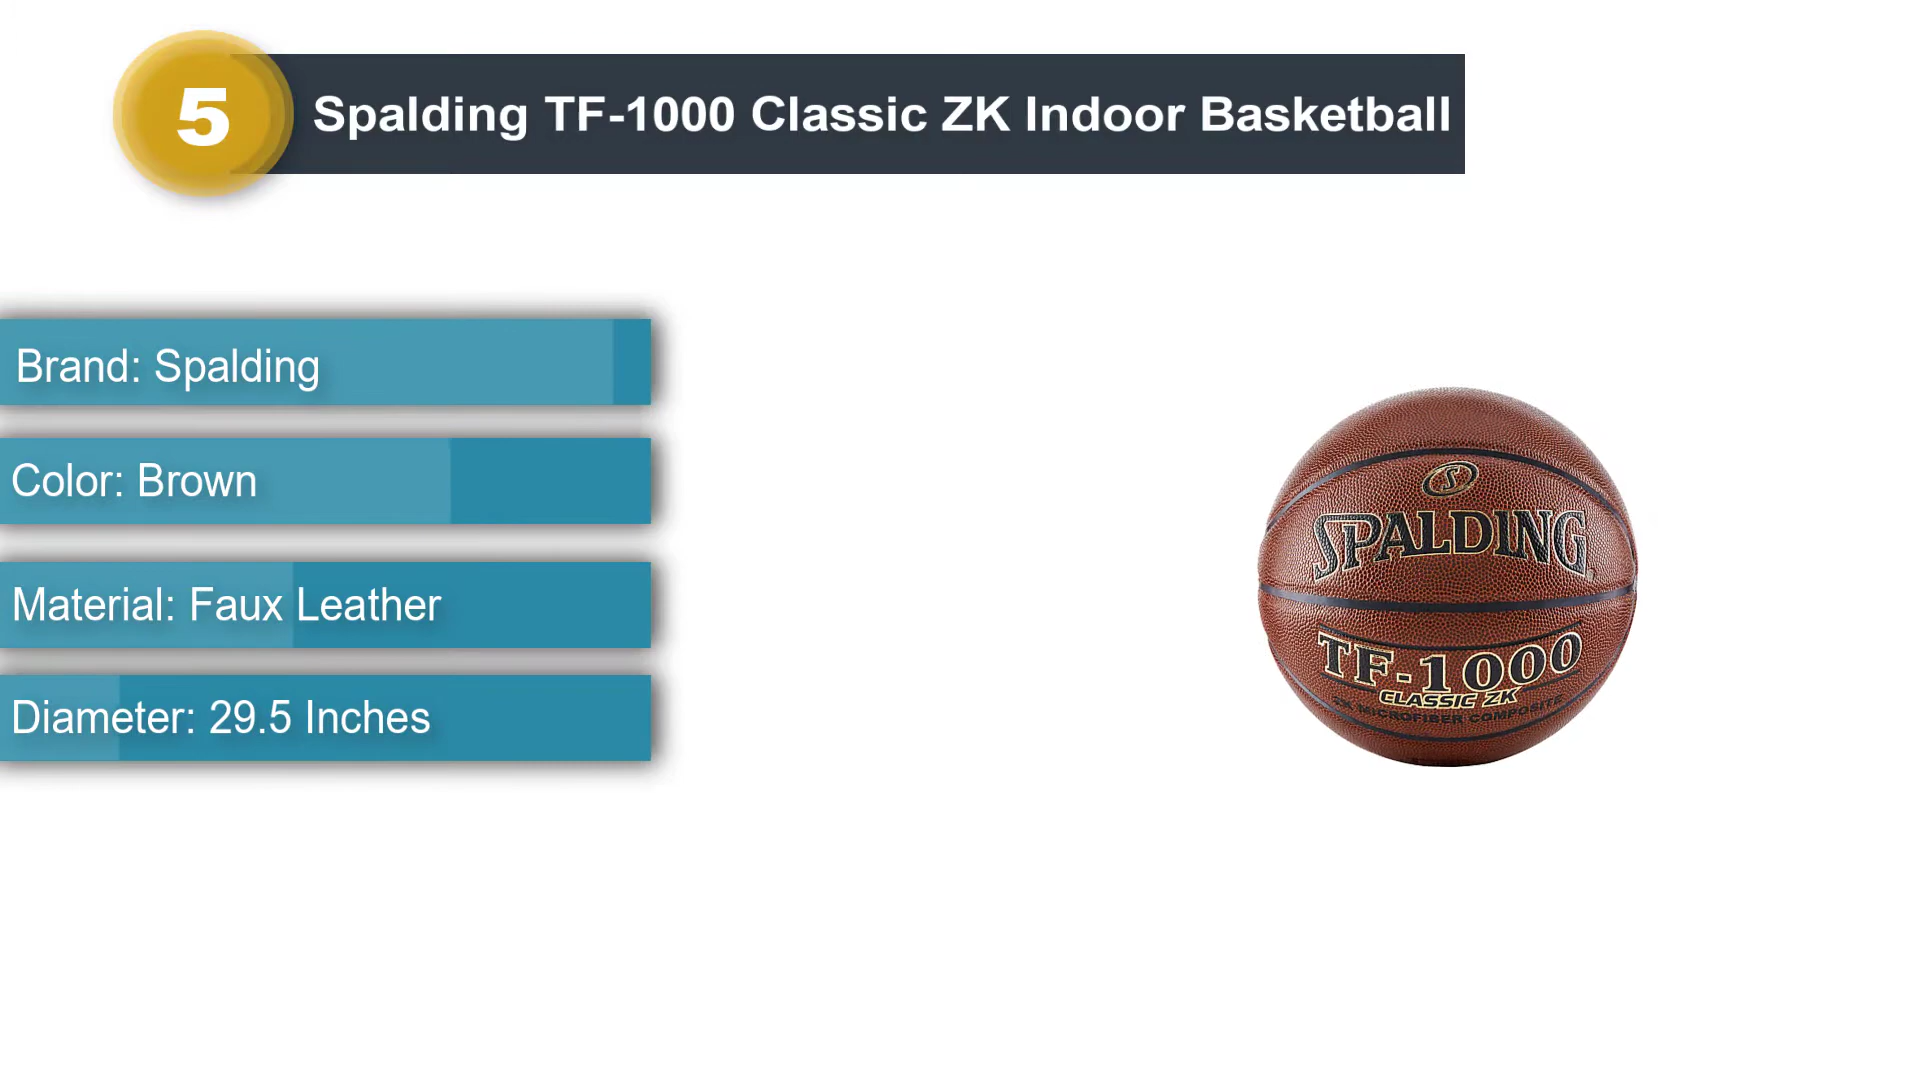 5
Spalding TF-1000 Classic ZK Indoor Basketball
Brand: Spalding
Color: Brown
Material: Faux Leather
Diameter: 29.5 Inches
S
SPALDING
TF-1000
CLASSIC ZK
ZK MICROFIBER COMPOSITE